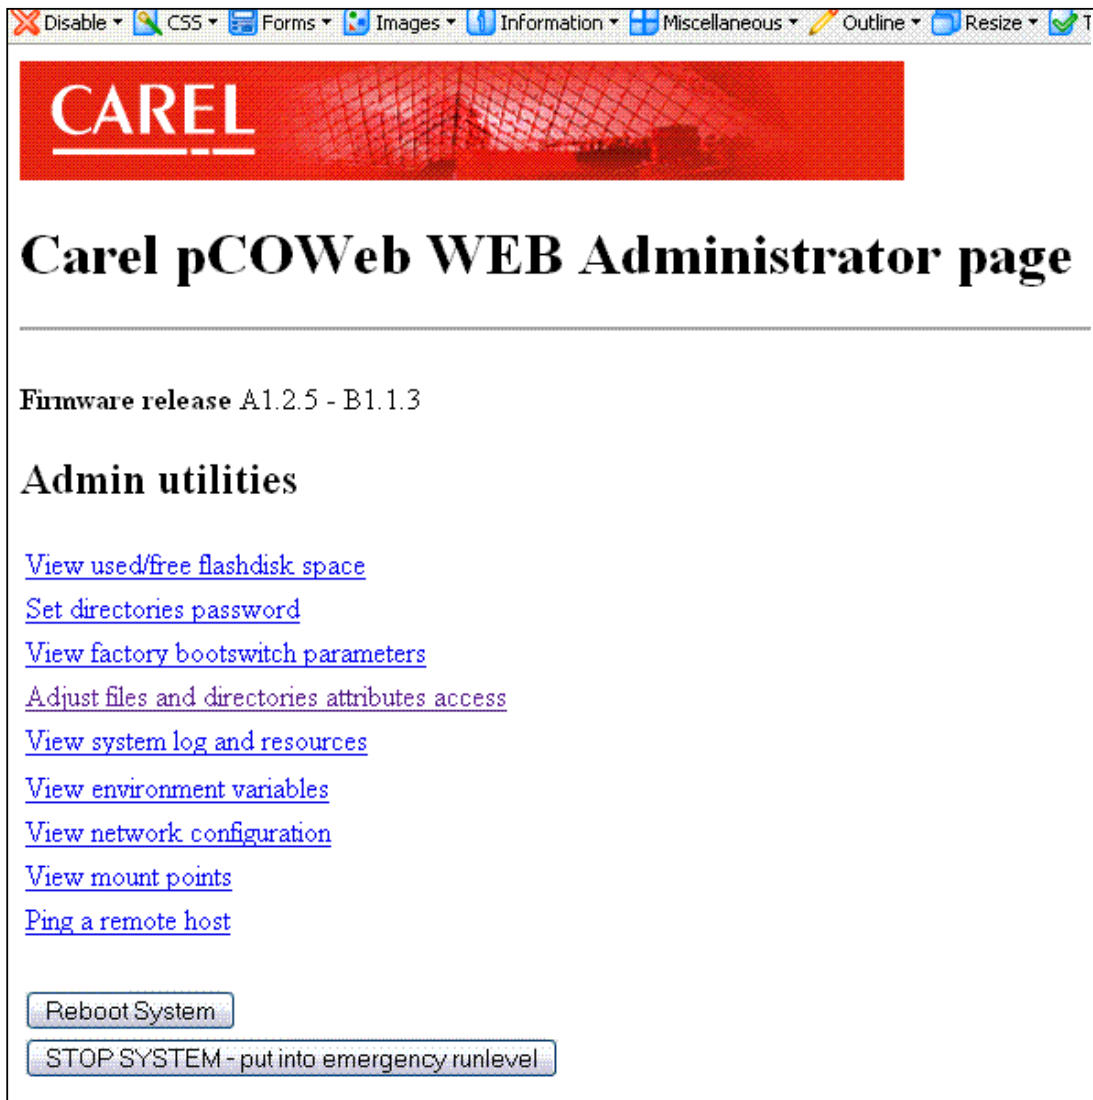 Disable CSS Forms Images Information Miscellaneous Outline Resize T
CAREL
Carel pCOWeb WEB Administrator page
Firmware release A1.2.5 - B1.1.3
Admin utilities
View used/free flashdisk space
Set directories password
View factory bootswitch parameters
Adjust files and directories attributes access
View system log and resources
View environment variables
View network configuration
View mount points
Ping a remote host
Reboot System
STOP SYSTEM - put into emergency runlevel